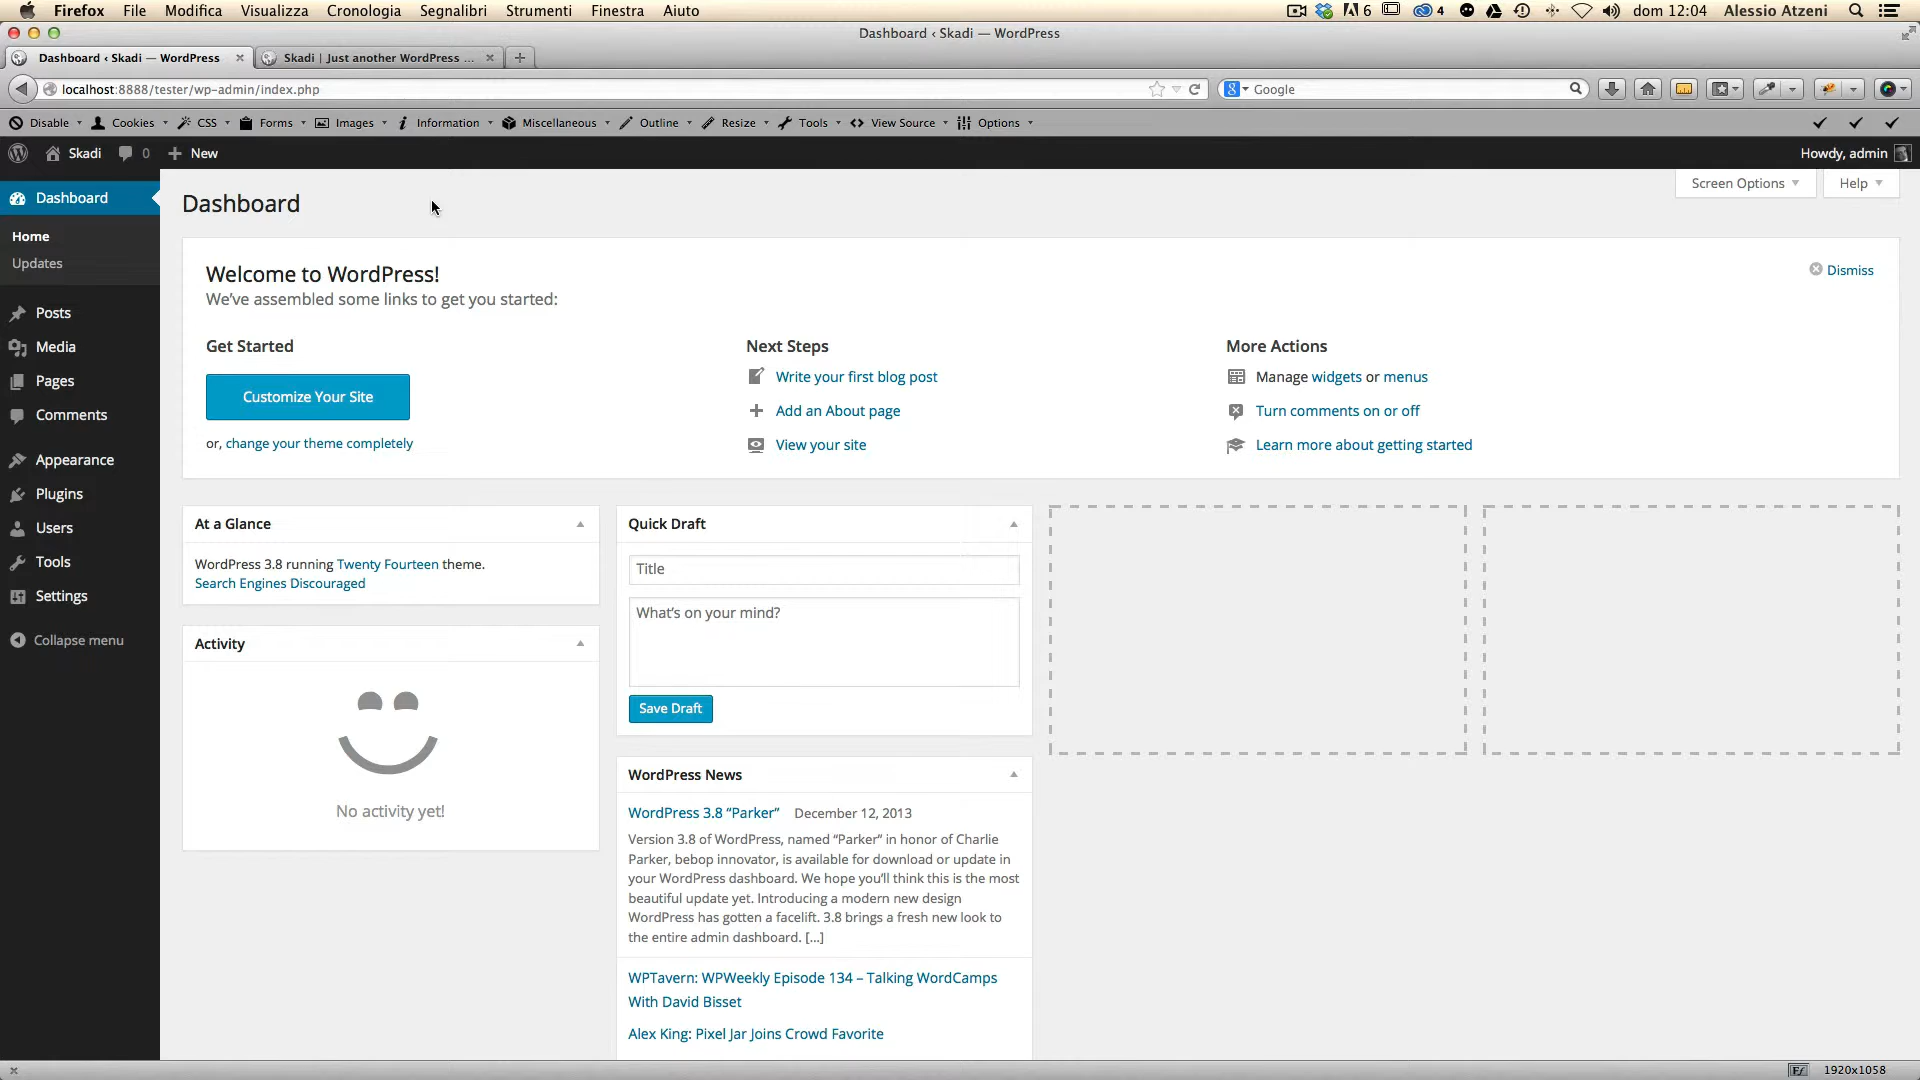 Firefox File Modifica Visualizza Cronologia Segnalibri Strumenti Finestra Aiuto 6 4 dom 12:04 Alessio Atzeni
Dashboard ‹ Skadi — WordPress
Dashboard ‹ Skadi — WordPress Skadi | Just another WordPress ...
localhost:8888/tester/wp-admin/index.php Google
Disable Cookies CSS Forms Images Information Miscellaneous Outline Resize Tools View Source Options
Skadi 0 New Howdy, admin
Dashboard
Home
Updates
Posts
Media
Pages
Comments
Appearance
Plugins
Users
Tools
Settings
Collapse menu
Screen Options Help
Dashboard
Welcome to WordPress!
We've assembled some links to get you started:
Dismiss
Get Started
Customize Your Site
or, change your theme completely
Next Steps
Write your first blog post
Add an About page
View your site
More Actions
Manage widgets or menus
Turn comments on or off
Learn more about getting started
At a Glance
WordPress 3.8 running Twenty Fourteen theme.
Search Engines Discouraged
Activity
No activity yet!
Quick Draft
Title
What's on your mind?
Save Draft
WordPress News
WordPress 3.8 “Parker” December 12, 2013
Version 3.8 of WordPress, named “Parker” in honor of Charlie
Parker, bebop innovator, is available for download or update in
your WordPress dashboard. We hope you'll think this is the most
beautiful update yet. Introducing a modern new design
WordPress has gotten a facelift. 3.8 brings a fresh new look to
the entire admin dashboard. [...]
WPTavern: WPWeekly Episode 134 – Talking WordCamps
With David Bisset
Alex King: Pixel Jar Joins Crowd Favorite
1920x1058